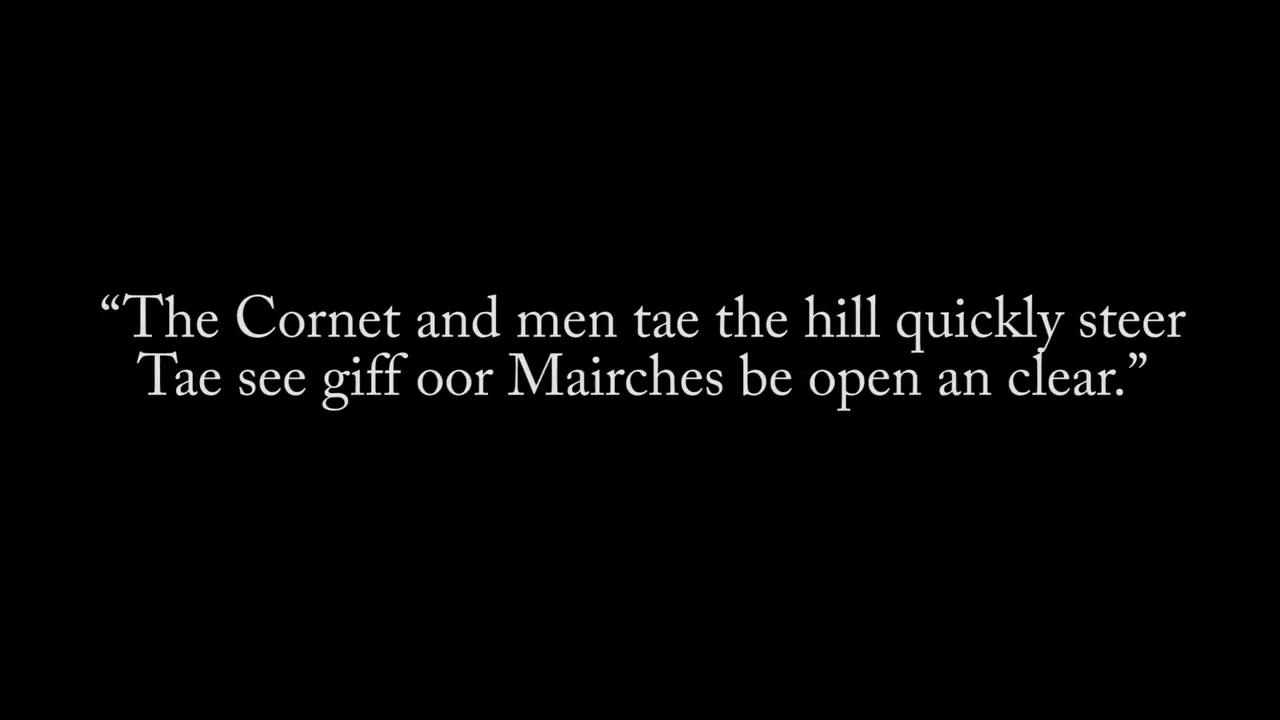 “The Cornet and men tae the hill quickly steer
Tae see giff oor Mairches be open an clear.”